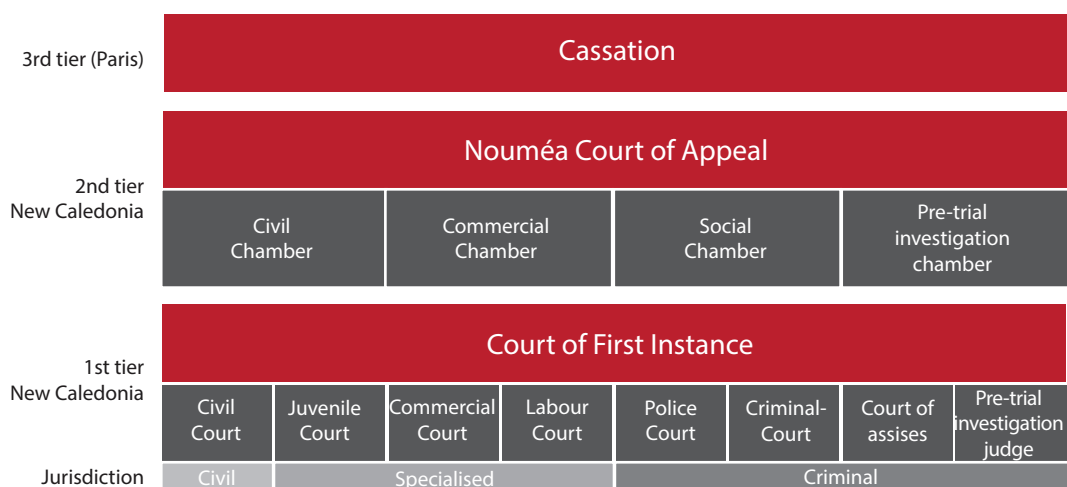 3rd tier (Paris)
Cassation
2nd tier
New Caledonia
Nouméa Court of Appeal
Civil
Chamber
Commercial
Chamber
Social
Chamber
Pre-trial
investigation
chamber
1st tier
New Caledonia
Court of First Instance
Civil
Court
Juvenile
Court
Commercial
Court
Labour
Court
Police
Court
Criminal-
Court
Court of
assises
Pre-trial
investigation
judge
Jurisdiction
Civil
Specialised
Criminal